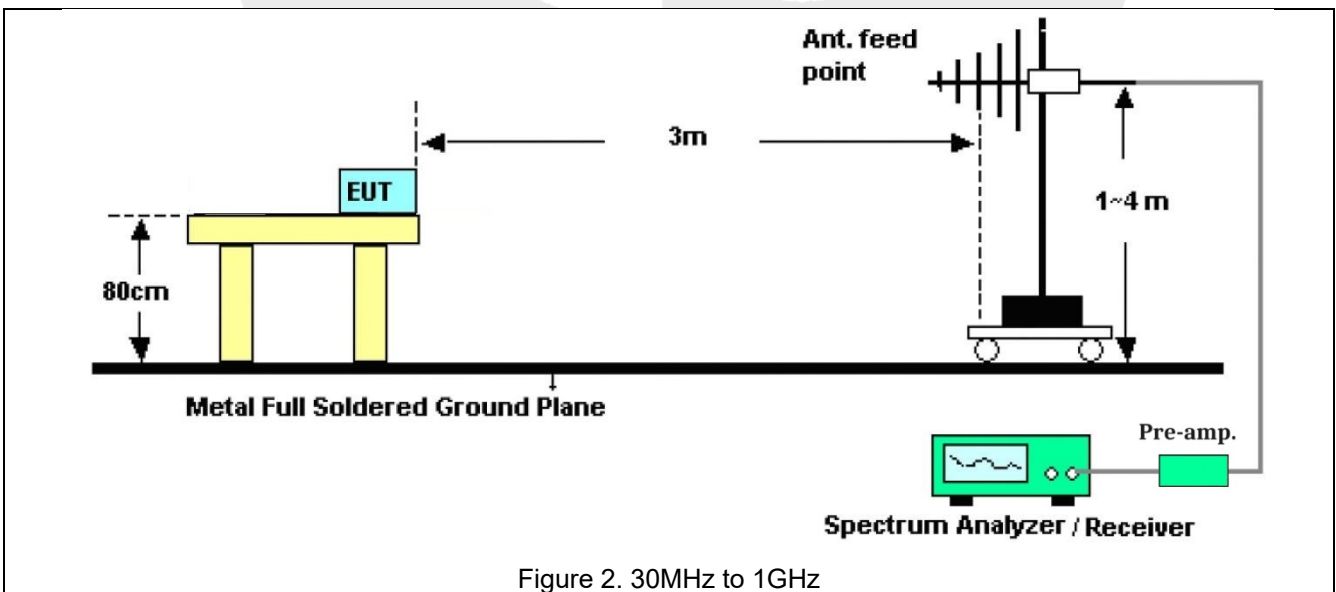 Ant. feed
point
3m
EUT
1~4 m
80cm
Metal Full Soldered Ground Plane
Pre-amp.
Spectrum Analyzer / Receiver
Figure 2. 30MHz to 1GHz